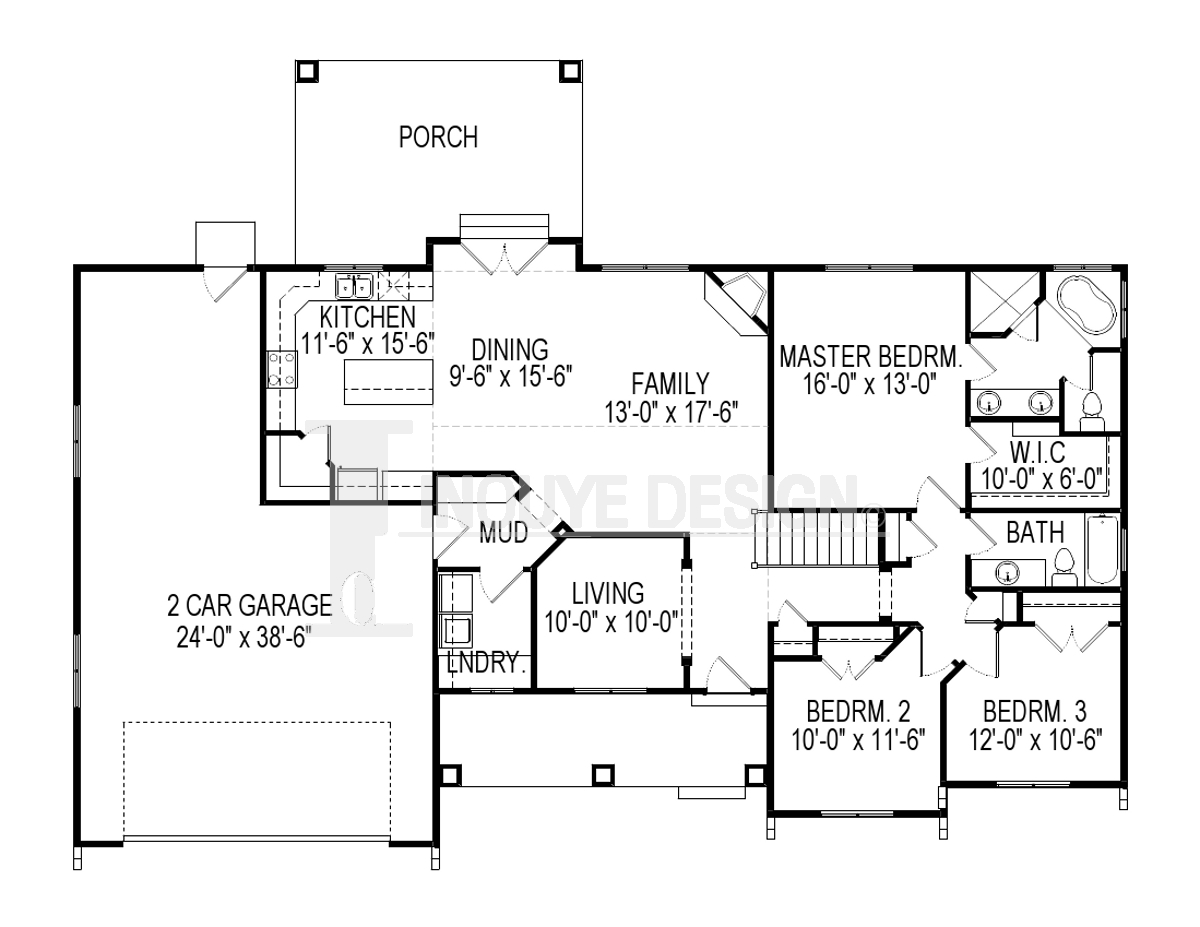 PORCH
KITCHEN
11'-6" x 15'-6"
DINING
9'-6" x 15'-6"
FAMILY
13'-0" x 17'-6"
MASTER BEDRM.
16'-0" x 13'-0"
W.I.C
10'-0" x 6'-0"
INOUYE DESIGN ©
MUD
BATH
2 CAR GARAGE
24'-0" x 38'-6"
LIVING
10'-0" x 10'-0"
LNDRY.
BEDRM. 2
10'-0" x 11'-6"
BEDRM. 3
12'-0" x 10'-6"